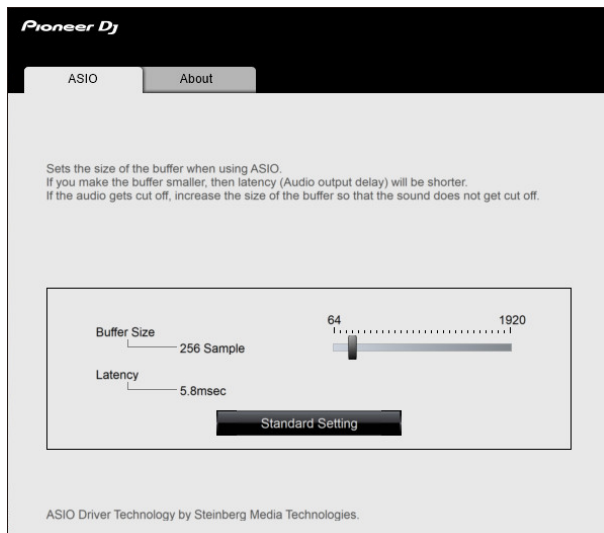 Pioneer Dj
ASIO About
Sets the size of the buffer when using ASIO.
If you make the buffer smaller, then latency (Audio output delay) will be shorter.
If the audio gets cut off, increase the size of the buffer so that the sound does not get cut off.
64 1920
Buffer Size
256 Sample
Latency
5.8msec
Standard Setting
ASIO Driver Technology by Steinberg Media Technologies.